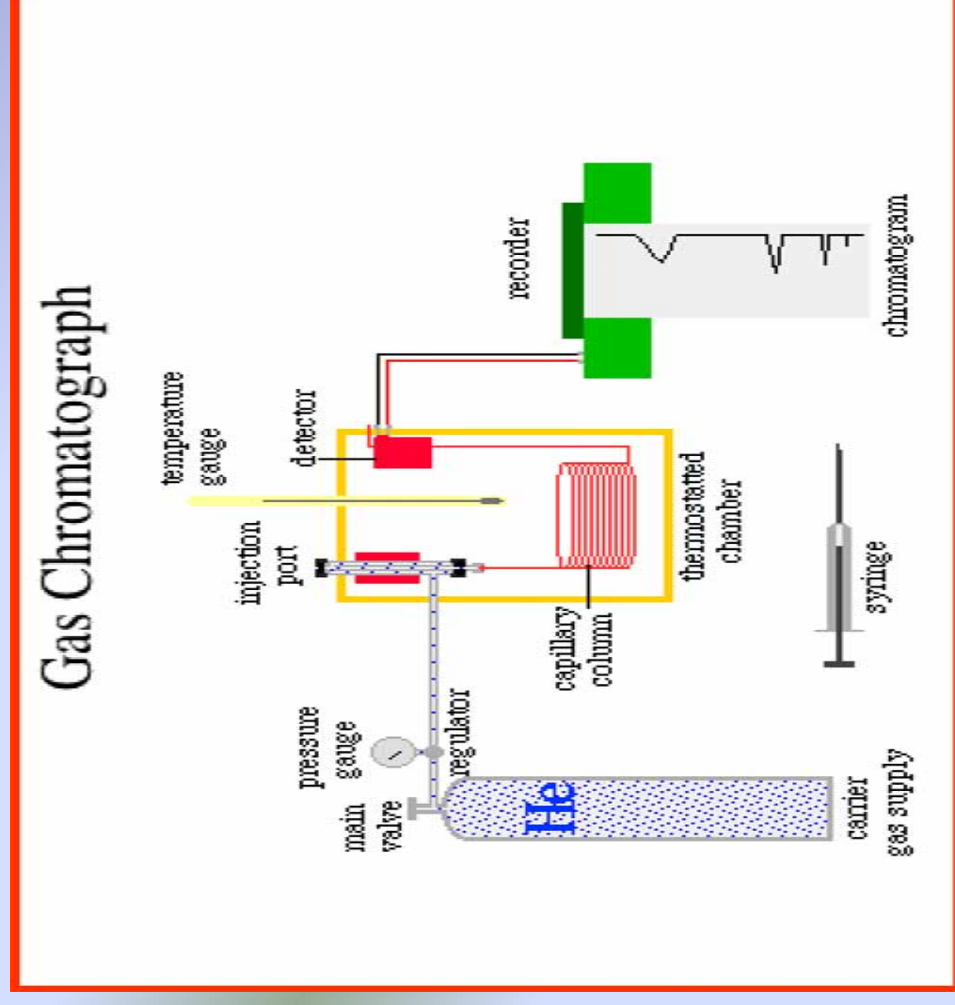 Gas Chromatograph
temperature
gauge
injection
port
detector
recorder
pressure
gauge
main
valve
regulator
He
capillary
column
thermostatted
chamber
carrier
gas supply
syringe
chromatogram